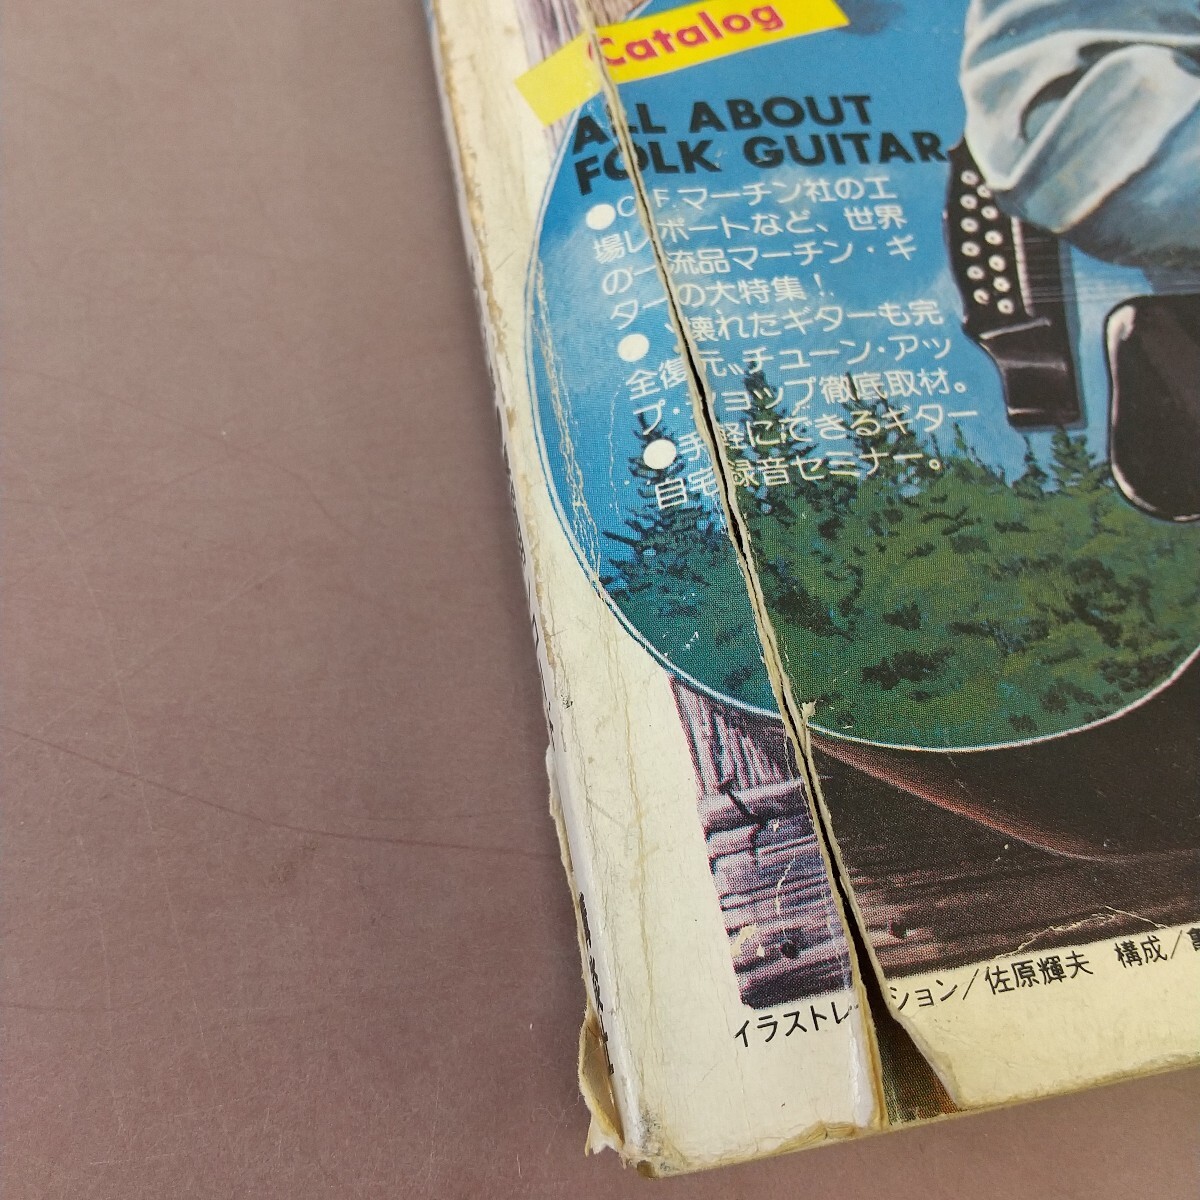 Catalog
ALL ABOUT
FOLK GUITAR
●C.F.マーチン社の工
場レポートなど、世界
の一流品マーチン・ギ
ターの大特集!
●〝壊れたギターも完
全復元〟チューン・アッ
プ・ショップ徹底取材。
●手軽にできるギター
自宅録音セミナー。
イラストレーション/佐原輝夫 構成/